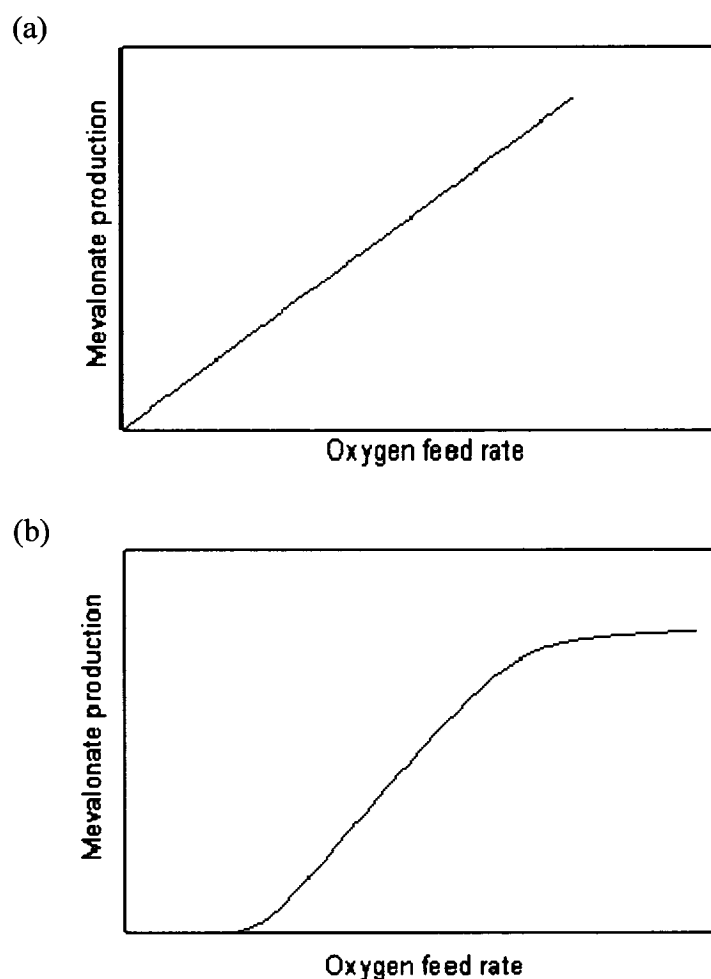 (a)
Mevalonate production
Oxygen feed rate
(b)
Mevalonate production
Oxygen feed rate